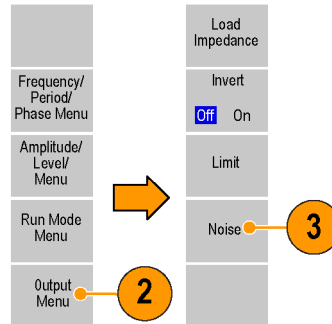 Frequency/
Period/
Phase Menu
Amplitude/
Level/
Menu
Run Mode
Menu
Output
Menu
2
Load
Impedance
Invert
Off On
Limit
Noise
3